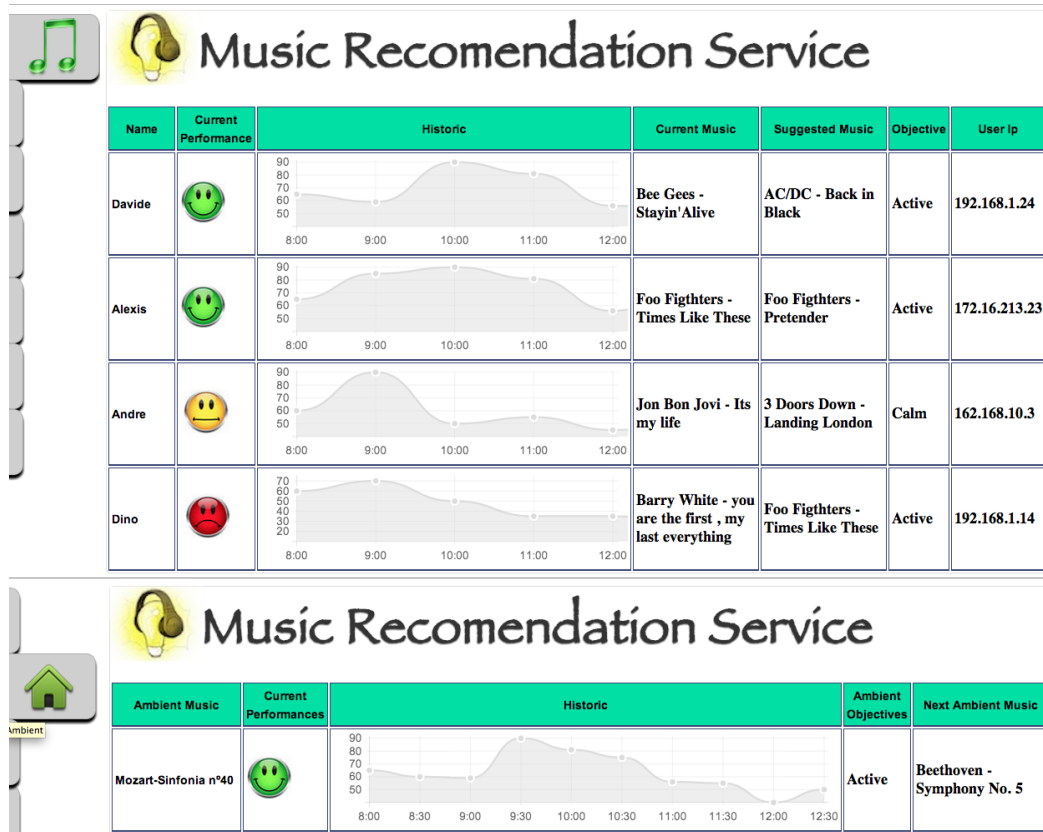 Music Recomendation Service
Name
Current
Performance
Historic
Current Music
Suggested Music
Objective
User Ip
Davide
90
80
70
60
50
8:00 9:00 10:00 11:00 12:00
Bee Gees -
Stayin'Alive
AC/DC - Back in
Black
Active
192.168.1.24
Alexis
90
80
70
60
50
8:00 9:00 10:00 11:00 12:00
Foo Figthters -
Times Like These
Foo Figthters -
Pretender
Active
172.16.213.23
Andre
90
80
70
60
50
8:00 9:00 10:00 11:00 12:00
Jon Bon Jovi - Its
my life
3 Doors Down -
Landing London
Calm
162.168.10.3
Dino
70
60
50
40
30
20
8:00 9:00 10:00 11:00 12:00
Barry White - you
are the first , my
last everything
Foo Figthters -
Times Like These
Active
192.168.1.14
Music Recomendation Service
Ambient
Ambient Music
Current
Performances
Historic
Ambient
Objectives
Next Ambient Music
Mozart-Sinfonia nº40
90
80
70
60
50
8:00 8:30 9:00 9:30 10:00 10:30 11:00 11:30 12:00 12:30
Active
Beethoven -
Symphony No. 5